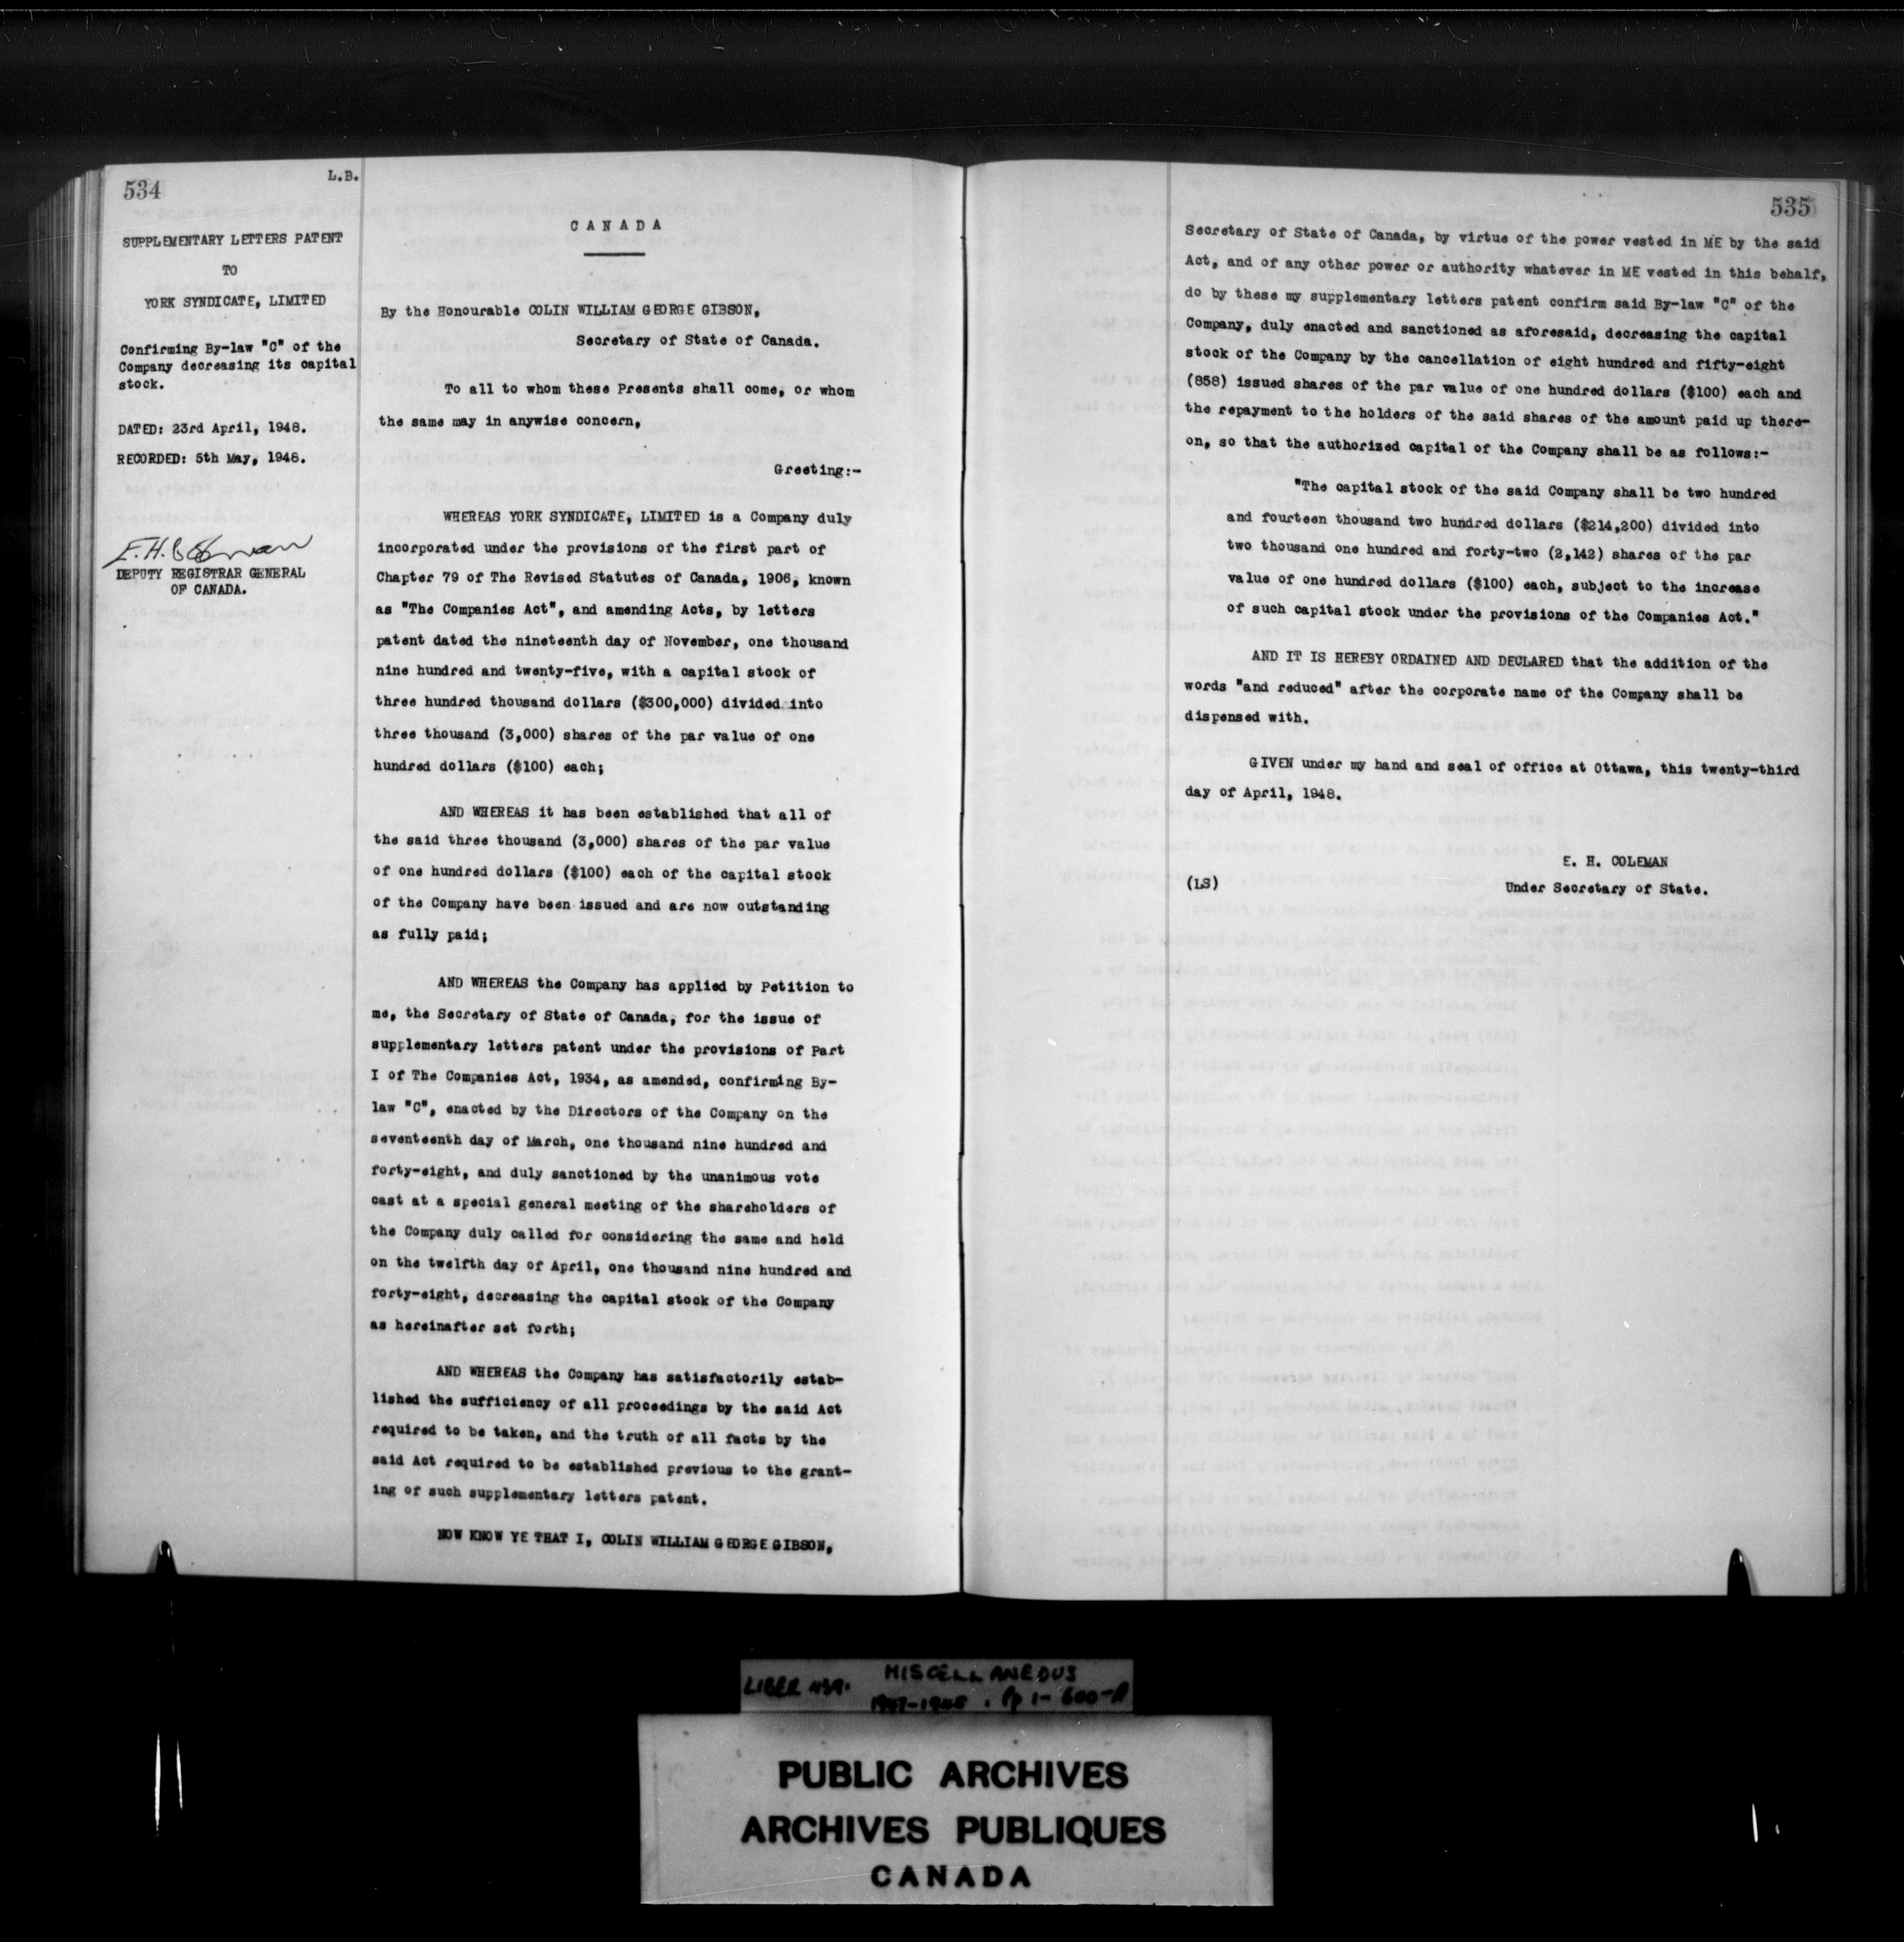 534
L.B.
SUPPLEMENTARY LETTERS PATENT
TO
YORK SYNDICATE, LIMITED
Confirming By-law "C" of the
Company decreasing its capital
stock.
DATED: 23rd April, 1948.
RECORDED: 5th May, 1948.
E.H. Coleman
DEPUTY REGISTRAR GENERAL
OF CANADA.
CANADA
By the Honourable COLIN WILLIAM GEORGE GIBSON,
Secretary of State of Canada.
To all to whom these Presents shall come, or whom
the same may in anywise concern,
Greeting:-
WHEREAS YORK SYNDICATE, LIMITED is a Company duly
incorporated under the provisions of the first part of
Chapter 79 of The Revised Statutes of Canada, 1906, known
as "The Companies Act", and amending Acts, by letters
patent dated the nineteenth day of November, one thousand
nine hundred and twenty-five, with a capital stock of
three hundred thousand dollars ($300,000) divided into
three thousand (3,000) shares of the par value of one
hundred dollars ($100) each;
AND WHEREAS it has been established that all of
the said three thousand (3,000) shares of the par value
of one hundred dollars ($100) each of the capital stock
of the Company have been issued and are now outstanding
as fully paid;
AND WHEREAS the Company has applied by Petition to
me, the Secretary of State of Canada, for the issue of
supplementary letters patent under the provisions of Part
I of The Companies Act, 1934, as amended, confirming By-
law "C", enacted by the Directors of the Company on the
seventeenth day of March, one thousand nine hundred and
forty-eight, and duly sanctioned by the unanimous vote
cast at a special general meeting of the shareholders of
the Company duly called for considering the same and held
on the twelfth day of April, one thousand nine hundred and
forty-eight, decreasing the capital stock of the Company
as hereinafter set forth;
AND WHEREAS the Company has satisfactorily estab-
lished the sufficiency of all proceedings by the said Act
required to be taken, and the truth of all facts by the
said Act required to be established previous to the grant-
ing of such supplementary letters patent.
NOW KNOW YE THAT I, COLIN WILLIAM GEORGE GIBSON,
535
Secretary of State of Canada, by virtue of the power vested in ME by the said
Act, and of any other power or authority whatever in ME vested in this behalf,
do by these my supplementary letters patent confirm said By-law "C" of the
Company, duly enacted and sanctioned as aforesaid, decreasing the capital
stock of the Company by the cancellation of eight hundred and fifty-eight
(858) issued shares of the par value of one hundred dollars ($100) each and
the repayment to the holders of the said shares of the amount paid up there-
on, so that the authorized capital of the Company shall be as follows:-
"The capital stock of the said Company shall be two hundred
and fourteen thousand two hundred dollars ($214,200) divided into
two thousand one hundred and forty-two (2,142) shares of the par
value of one hundred dollars ($100) each, subject to the increase
of such capital stock under the provisions of the Companies Act."
AND IT IS HEREBY ORDAINED AND DECLARED that the addition of the
words "and reduced" after the corporate name of the Company shall be
dispensed with.
GIVEN under my hand and seal of office at Ottawa, this twenty-third
day of April, 1948.
E. H. COLEMAN
(LS)
Under Secretary of State.
LIBER 439. MISCELLANEOUS
1947-1948. Pp 1-600-A
PUBLIC ARCHIVES
ARCHIVES PUBLIQUES
CANADA